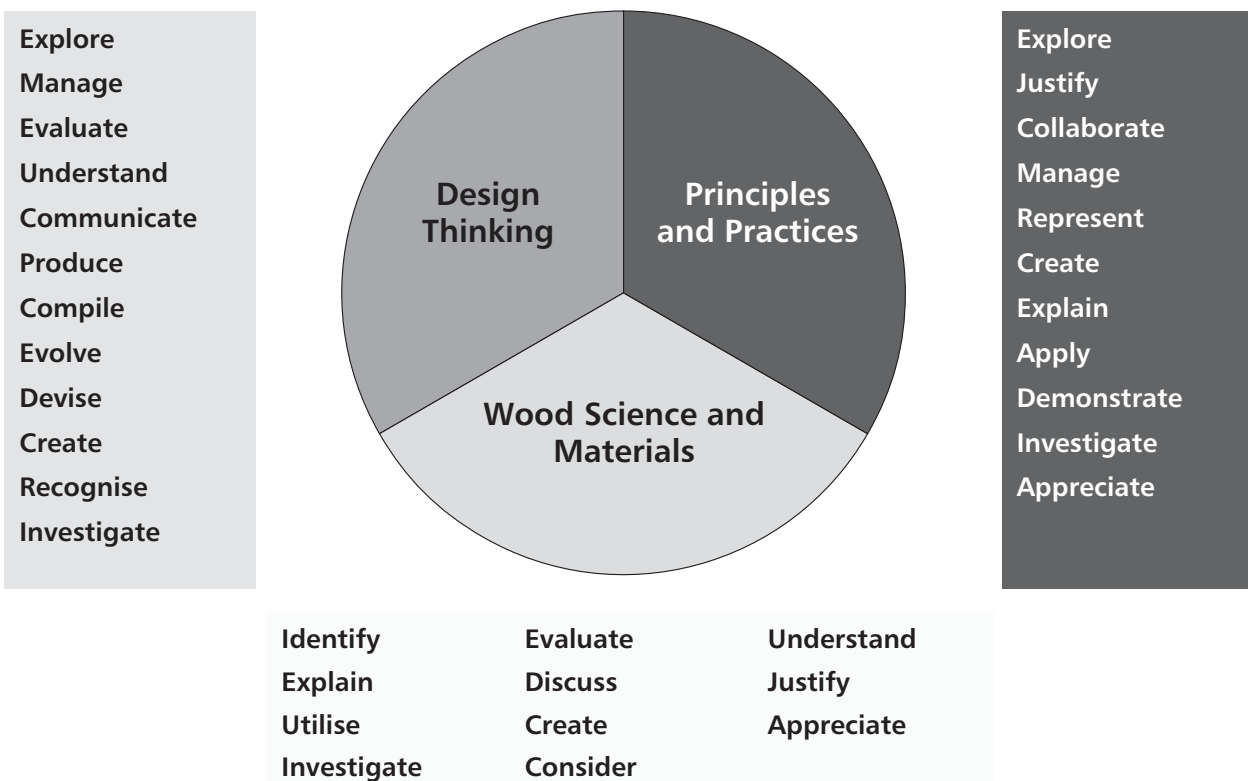 Explore
Manage
Evaluate
Understand
Communicate
Produce
Compile
Evolve
Devise
Create
Recognise
Investigate
Design
Thinking
Principles
and Practices
Wood Science and
Materials
Explore
Justify
Collaborate
Manage
Represent
Create
Explain
Apply
Demonstrate
Investigate
Appreciate
Identify
Explain
Utilise
Investigate
Evaluate
Discuss
Create
Consider
Understand
Justify
Appreciate